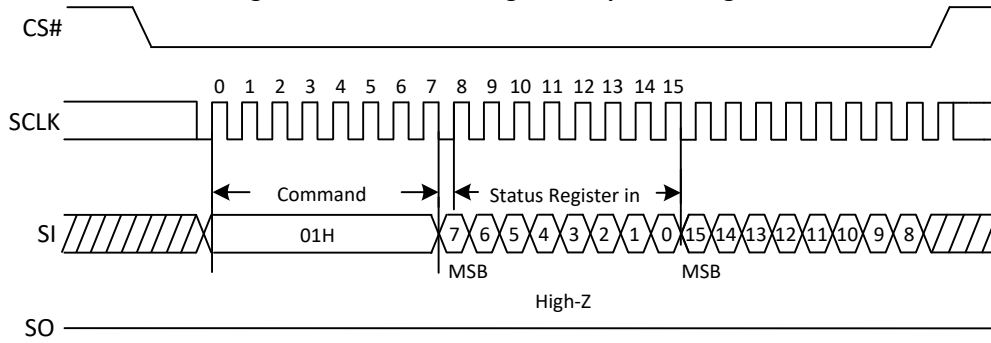 CS#
0 1 2 3 4 5 6 7 8 9 10 11 12 13 14 15
SCLK
Command Status Register in
SI 01H 7 6 5 4 3 2 1 0 15 14 13 12 11 10 9 8
MSB MSB
High-Z
SO